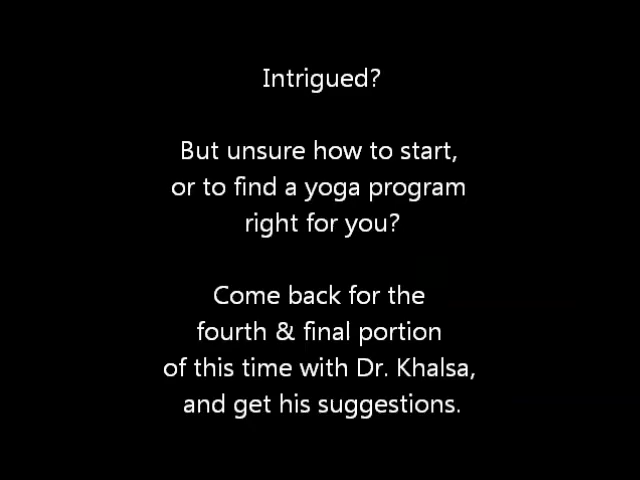 Intrigued?
But unsure how to start,
or to find a yoga program
right for you?
Come back for the
fourth & final portion
of this time with Dr. Khalsa,
and get his suggestions.